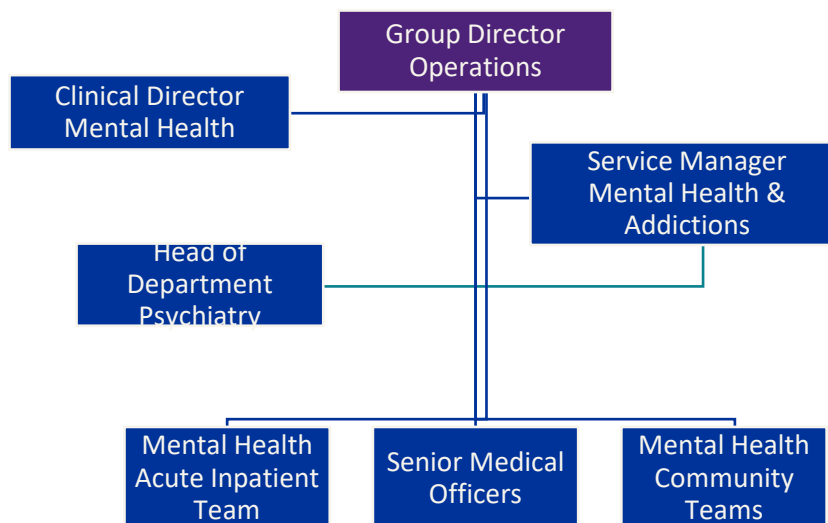 Group Director
Operations
Clinical Director
Mental Health
Service Manager
Mental Health &
Addictions
Head of
Department
Psychiatry
Mental Health
Acute Inpatient
Team
Senior Medical
Officers
Mental Health
Community
Teams